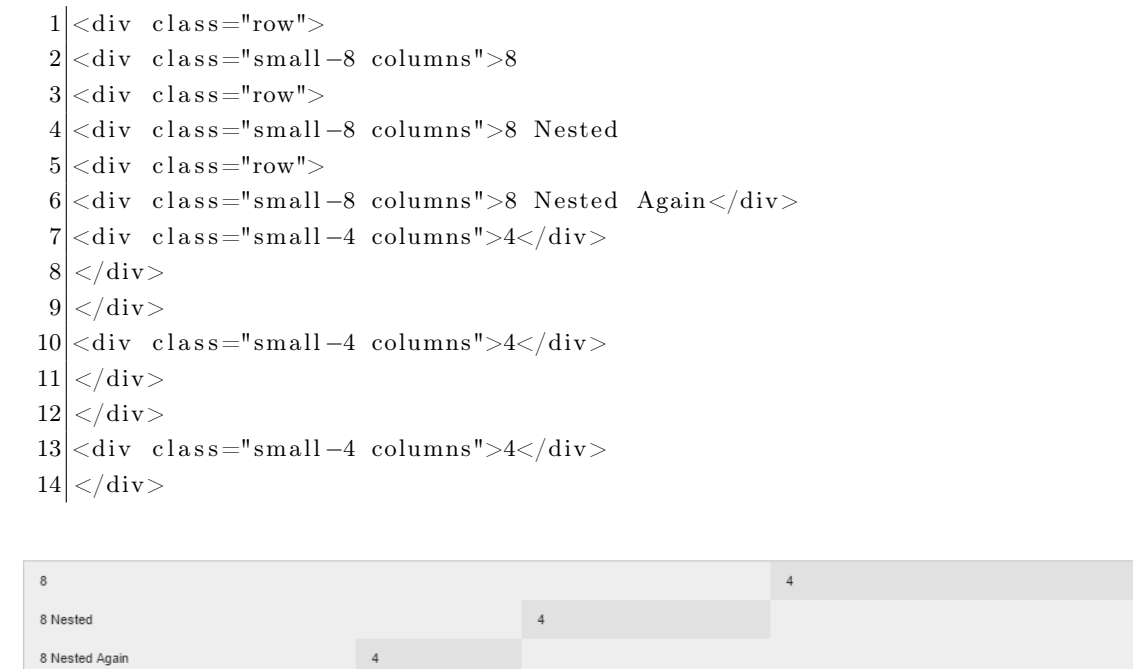 1 <div class="row">
2 <div class="small-8 columns">8
3 <div class="row">
4 <div class="small-8 columns">8 Nested
5 <div class="row">
6 <div class="small-8 columns">8 Nested Again</div>
7 <div class="small-4 columns">4</div>
8 </div>
9 </div>
10 <div class="small-4 columns">4</div>
11 </div>
12 </div>
13 <div class="small-4 columns">4</div>
14 </div>
8 4
8 Nested 4
8 Nested Again 4